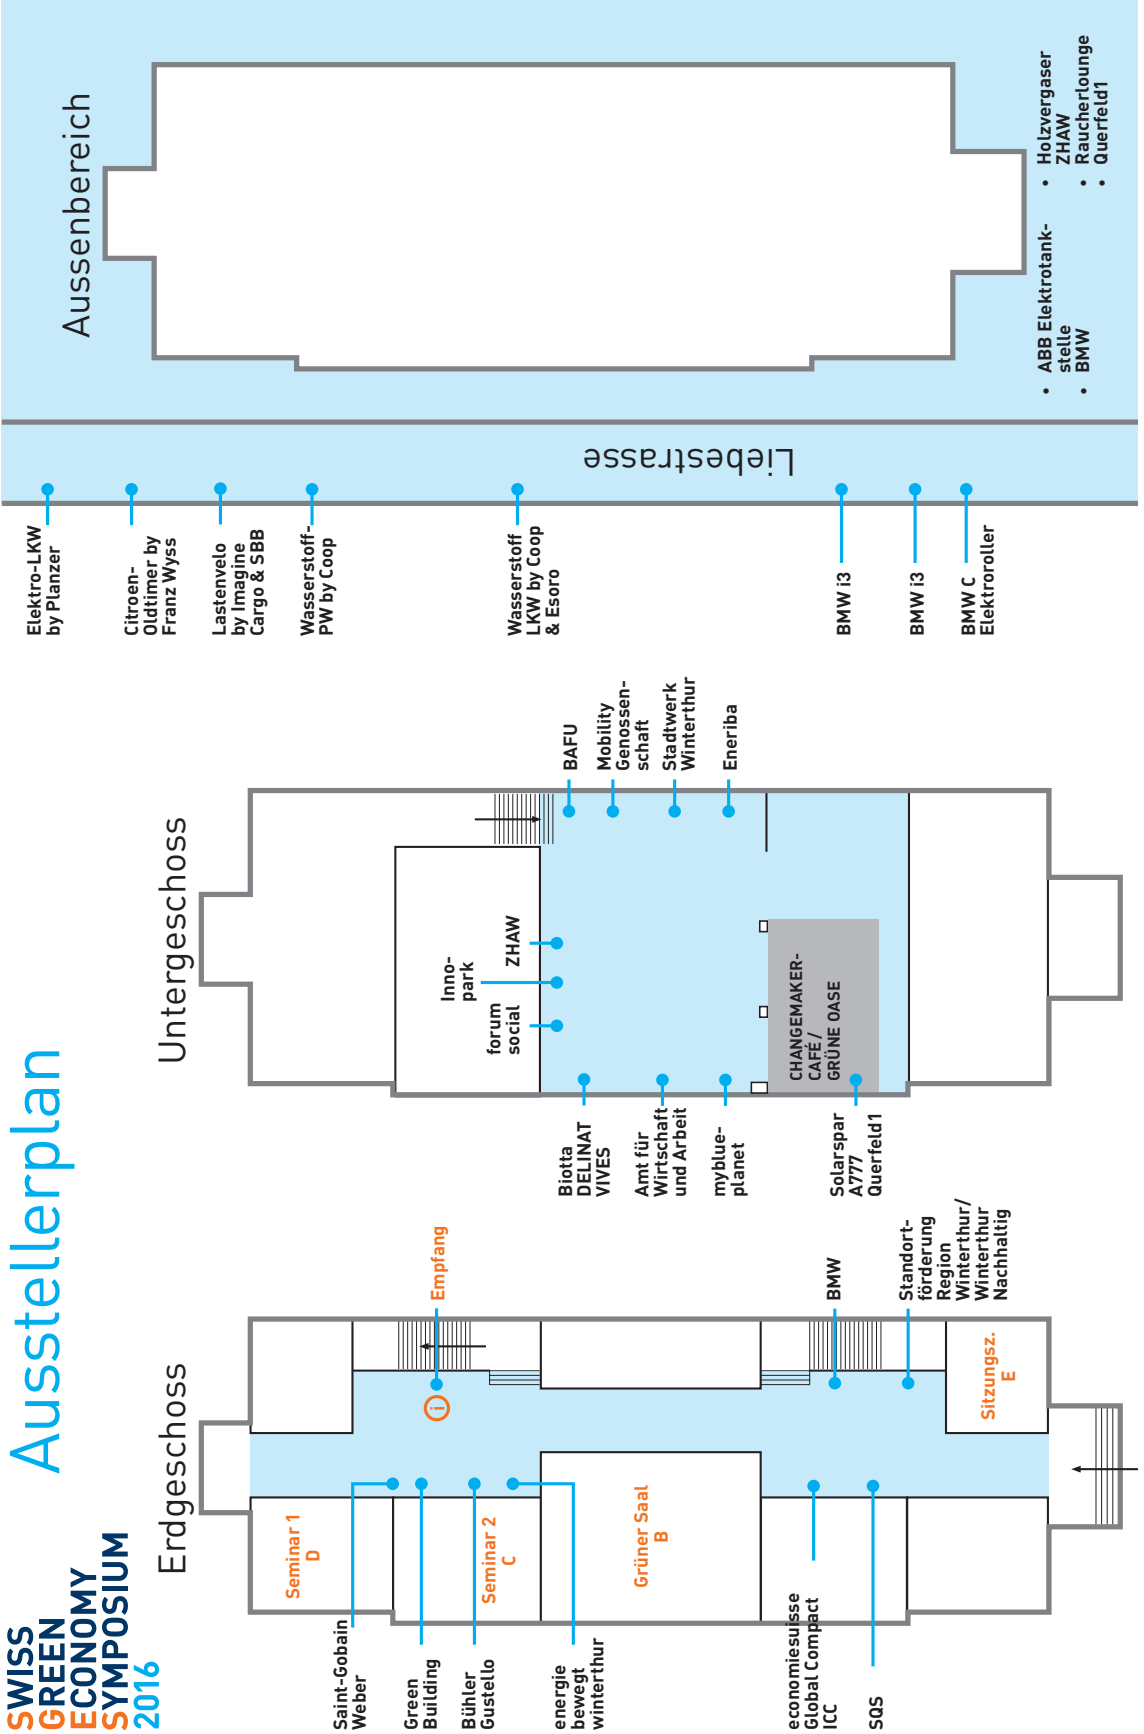 SWISS
GREEN
ECONOMY
SYMPOSIUM
2016
Ausstellerplan
Erdgeschoss
Saint-Gobain
Weber
Green
Building
Bühler
Gustello
energie
bewegt
winterthur
economiesuisse
Global Compact
ICC
SQS
Seminar 1
D
Seminar 2
C
Grüner Saal
B
Sitzungsz.
E
i
Empfang
BMW
Standort-
förderung
Region
Winterthur/
Winterthur
Nachhaltig
Untergeschoss
Biotta
DELINAT
VIVES
Amt für
Wirtschaft
und Arbeit
myblue-
planet
Solarspar
A777
Querfeld1
forum
social
Inno-
park
ZHAW
CHANGEMAKER-
CAFÉ /
GRÜNE OASE
BAFU
Mobility
Genossen-
schaft
Stadtwerk
Winterthur
Eneriba
Aussenbereich
Elektro-LKW
by Planzer
Citroen-
Oldtimer by
Franz Wyss
Lastenvelo
by Imagine
Cargo & SBB
Wasserstoff-
PW by Coop
Wasserstoff
LKW by Coop
& Esoro
BMW i3
BMW i3
BMW C
Elektroroller
Liebestrasse
• ABB Elektrotank-
stelle
• BMW
• Holzvergaser
ZHAW
• Raucherlounge
• Querfeld1